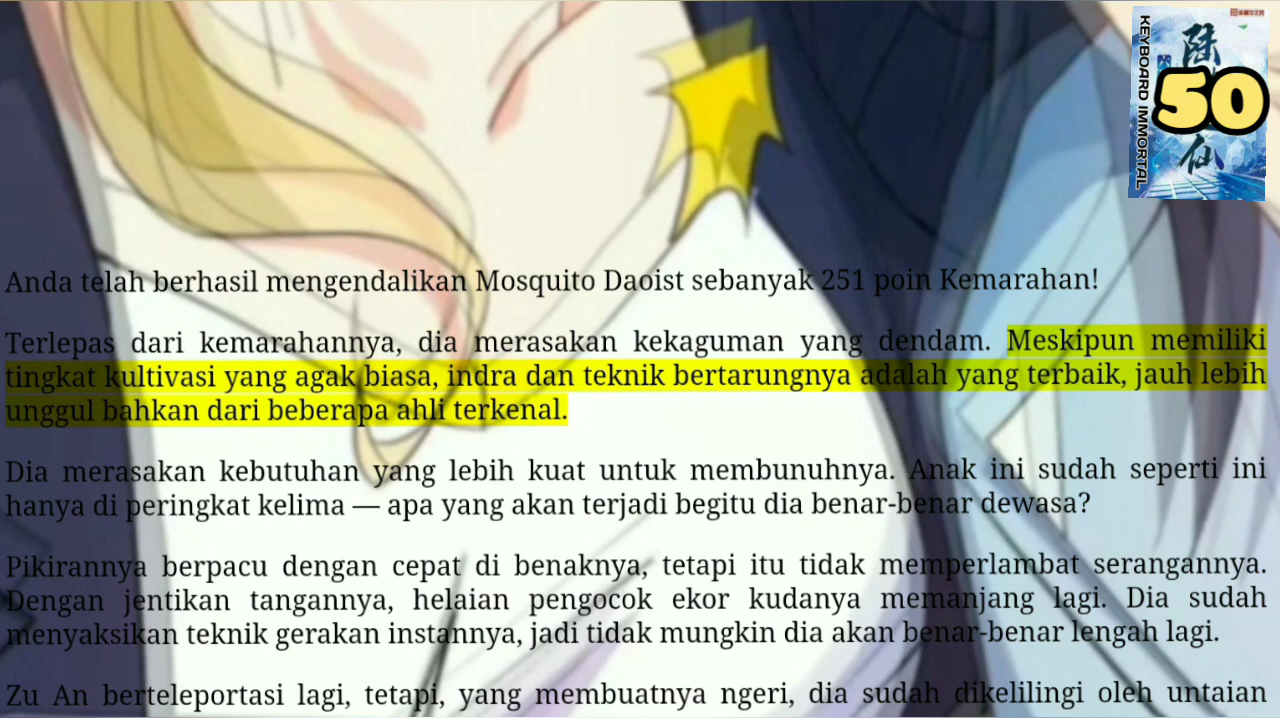 KEYBOARD IMMORTAL
50
仙
Anda telah berhasil mengendalikan Mosquito Daoist sebanyak 251 poin Kemarahan!
Terlepas dari kemarahannya, dia merasakan kekaguman yang dendam. Meskipun memiliki
tingkat kultivasi yang agak biasa, indra dan teknik bertarungnya adalah yang terbaik, jauh lebih
unggul bahkan dari beberapa ahli terkenal.
Dia merasakan kebutuhan yang lebih kuat untuk membunuhnya. Anak ini sudah seperti ini
hanya di peringkat kelima — apa yang akan terjadi begitu dia benar-benar dewasa?
Pikirannya berpacu dengan cepat di benaknya, tetapi itu tidak memperlambat serangannya.
Dengan jentikan tangannya, helaian pengocok ekor kudanya memanjang lagi. Dia sudah
menyaksikan teknik gerakan instannya, jadi tidak mungkin dia akan benar-benar lengah lagi.
Zu An berteleportasi lagi, tetapi, yang membuatnya ngeri, dia sudah dikelilingi oleh untaian